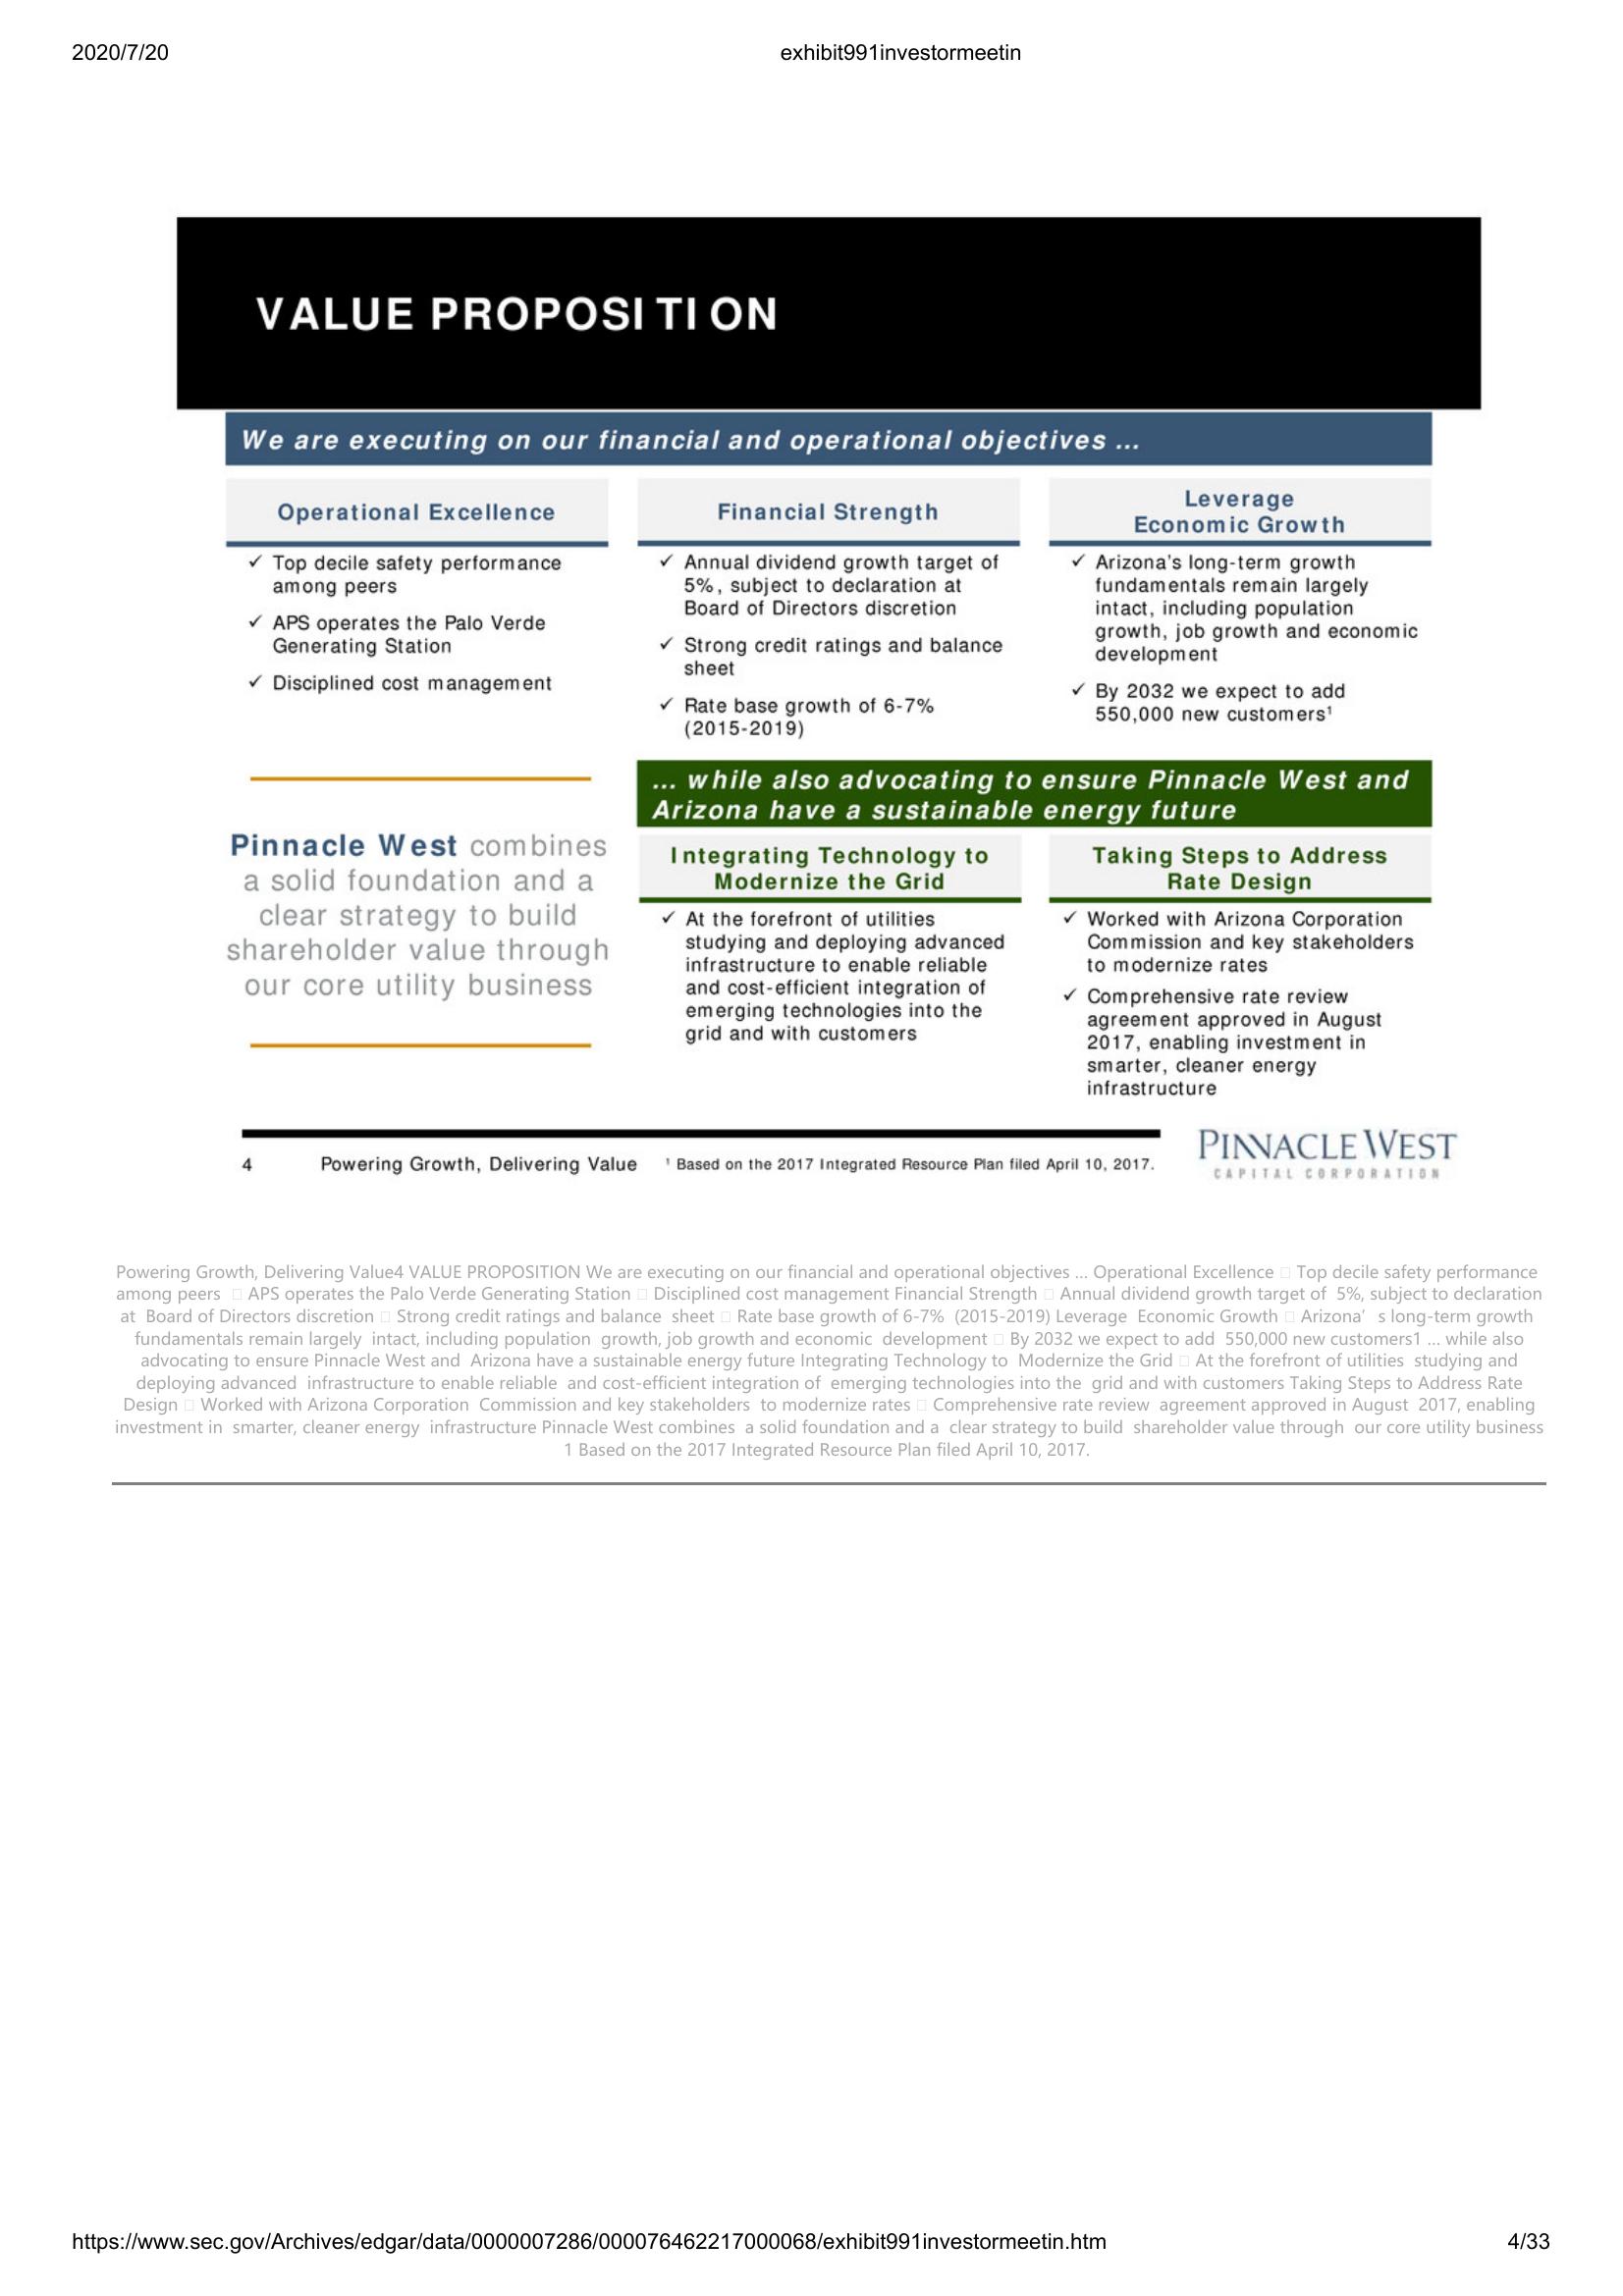 2020/7/20
exhibit991investormeetin
VALUE PROPOSITION
We are executing on our financial and operational objectives ...
Operational Excellence
✓ Top decile safety performance
among peers
✓ APS operates the Palo Verde
Generating Station
✓ Disciplined cost management
Financial Strength
✓ Annual dividend growth target of
5%, subject to declaration at
Board of Directors discretion
✓ Strong credit ratings and balance
sheet
✓ Rate base growth of 6-7%
(2015-2019)
Leverage
Economic Growth
✓ Arizona's long-term growth
fundamentals remain largely
intact, including population
growth, job growth and economic
development
✓ By 2032 we expect to add
550,000 new customers¹
Pinnacle West combines
a solid foundation and a
clear strategy to build
shareholder value through
our core utility business
... while also advocating to ensure Pinnacle West and
Arizona have a sustainable energy future
Integrating Technology to
Modernize the Grid
✓ At the forefront of utilities
studying and deploying advanced
infrastructure to enable reliable
and cost-efficient integration of
emerging technologies into the
grid and with customers
Taking Steps to Address
Rate Design
✓ Worked with Arizona Corporation
Commission and key stakeholders
to modernize rates
✓ Comprehensive rate review
agreement approved in August
2017, enabling investment in
smarter, cleaner energy
infrastructure
4
Powering Growth, Delivering Value
¹ Based on the 2017 Integrated Resource Plan filed April 10, 2017.
PINNACLE WEST
CAPITAL CORPORATION
Powering Growth, Delivering Value4 VALUE PROPOSITION We are executing on our financial and operational objectives ... Operational Excellence  Top decile safety performance
among peers  APS operates the Palo Verde Generating Station  Disciplined cost management Financial Strength  Annual dividend growth target of 5%, subject to declaration
at Board of Directors discretion  Strong credit ratings and balance sheet  Rate base growth of 6-7% (2015-2019) Leverage Economic Growth  Arizona's long-term growth
fundamentals remain largely intact, including population growth, job growth and economic development  By 2032 we expect to add 550,000 new customers1 ... while also
advocating to ensure Pinnacle West and Arizona have a sustainable energy future Integrating Technology to Modernize the Grid  At the forefront of utilities studying and
deploying advanced infrastructure to enable reliable and cost-efficient integration of emerging technologies into the grid and with customers Taking Steps to Address Rate
Design  Worked with Arizona Corporation Commission and key stakeholders to modernize rates  Comprehensive rate review agreement approved in August 2017, enabling
investment in smarter, cleaner energy infrastructure Pinnacle West combines a solid foundation and a clear strategy to build shareholder value through our core utility business
1 Based on the 2017 Integrated Resource Plan filed April 10, 2017.
https://www.sec.gov/Archives/edgar/data/0000007286/000076462217000068/exhibit991investormeetin.htm
4/33